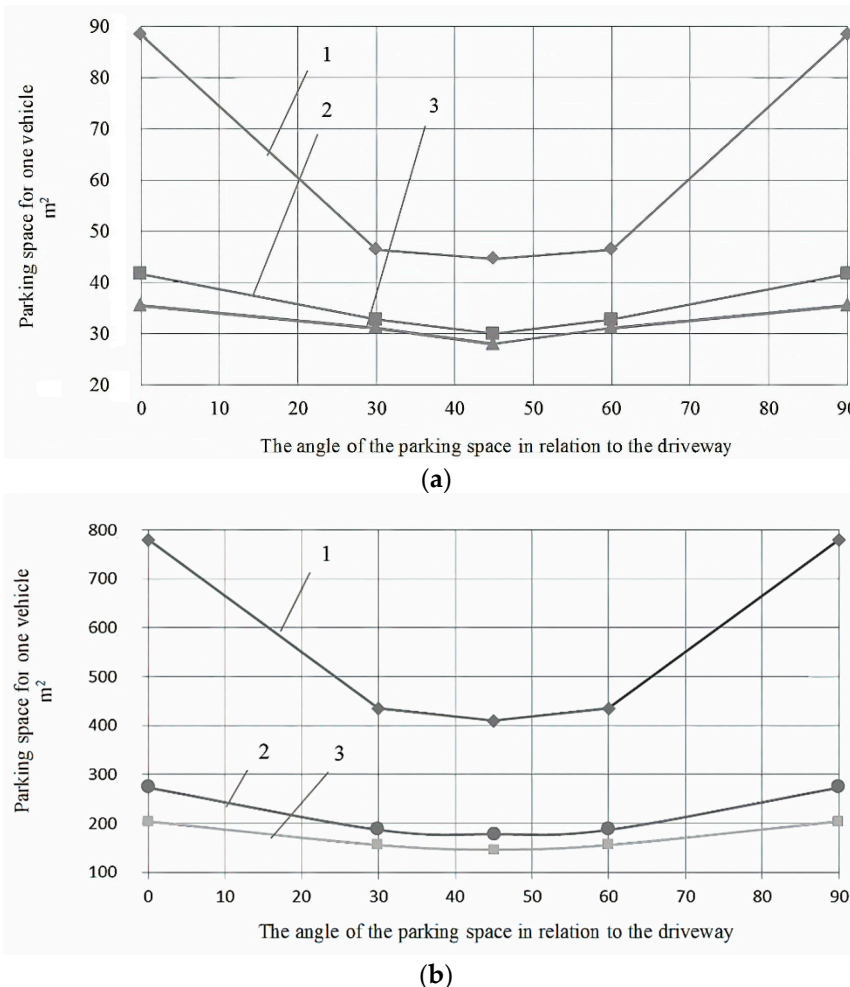 90
80
70
60
50
40
30
20
Parking space for one vehicle
m²
1
2
3
0 10 20 30 40 50 60 70 80 90
The angle of the parking space in relation to the driveway
(a)
800
700
600
500
400
300
200
100
Parking space for one vehicle
m²
1
2
3
0 10 20 30 40 50 60 70 80 90
The angle of the parking space in relation to the driveway
(b)